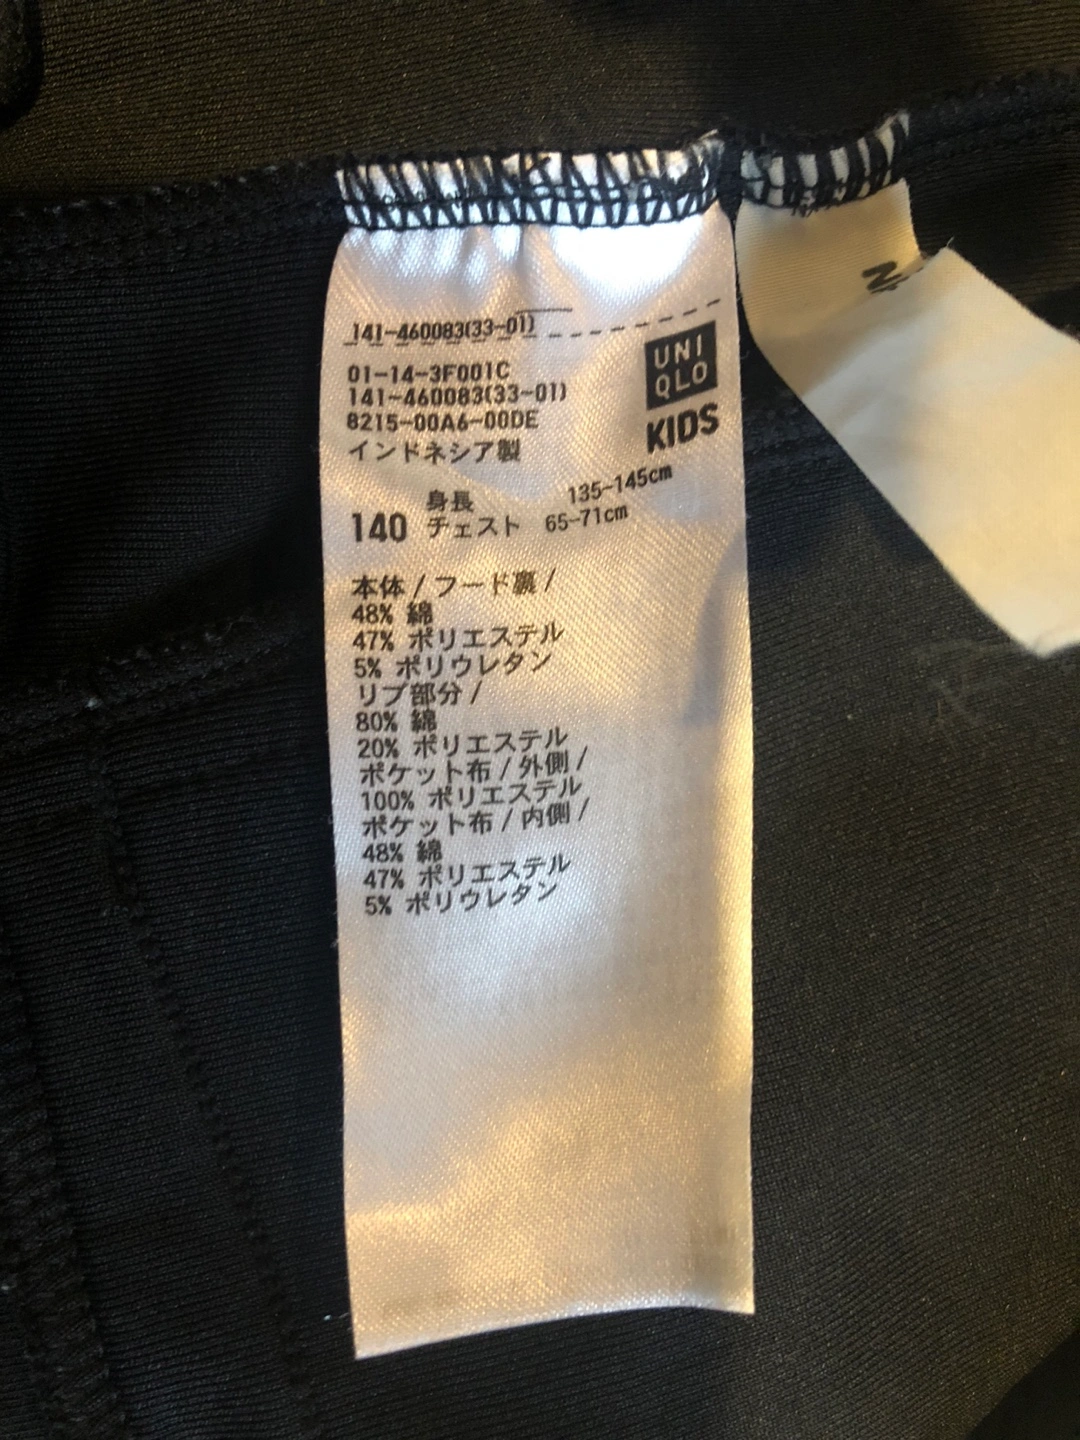 141-460083(33-01)
UNI
QLO
KIDS
01-14-3F001C
141-460083(33-01)
8215-00A6-00DE
インドネシア製
身長 135-145cm
140 チェスト 65-71cm
本体 / フード裏 /
48% 綿
47% ポリエステル
5% ポリウレタン
リブ部分 /
80% 綿
20% ポリエステル
ポケット布 / 外側 /
100% ポリエステル
ポケット布 / 内側 /
48% 綿
47% ポリエステル
5% ポリウレタン